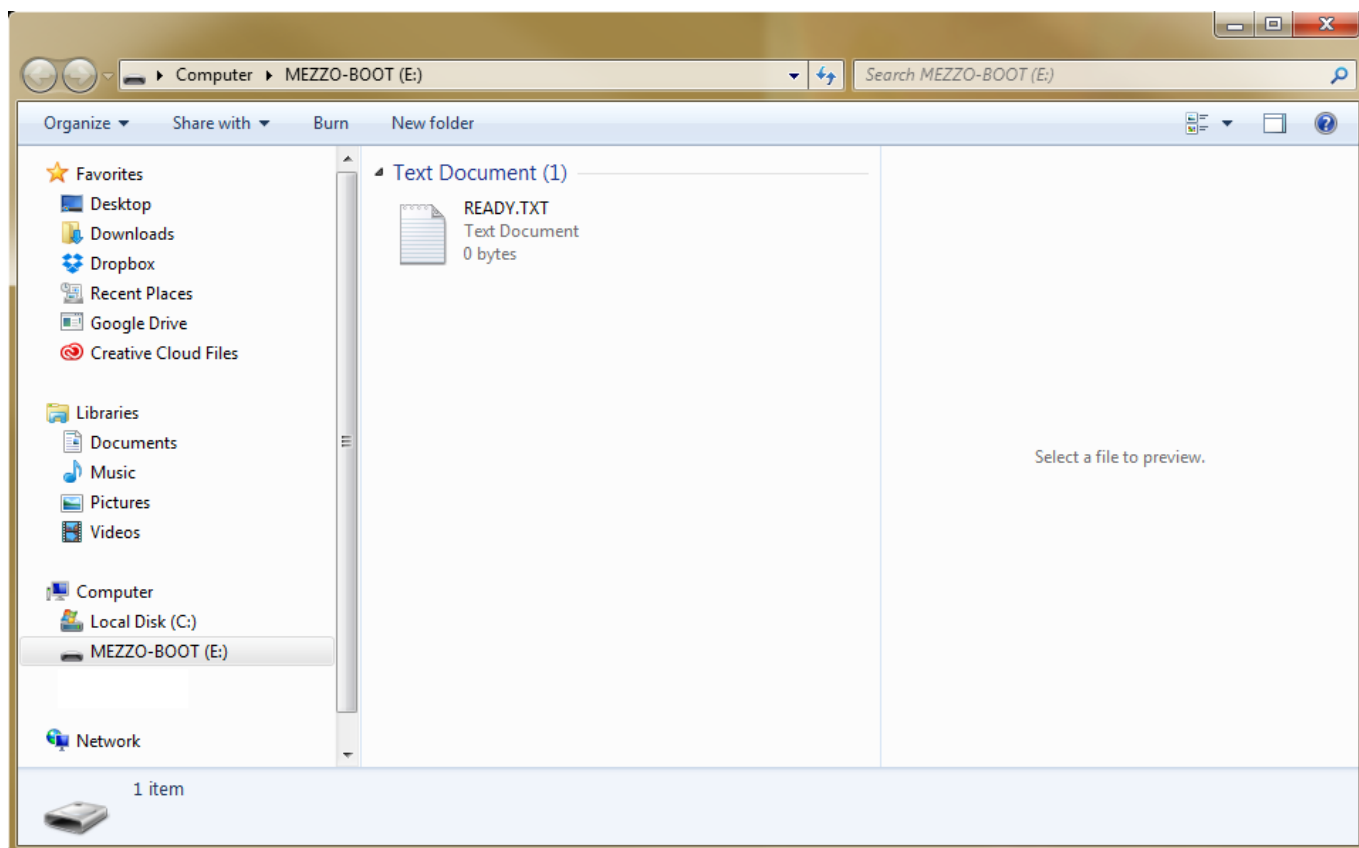 Computer ▸ MEZZO-BOOT (E:)
Search MEZZO-BOOT (E:)
Organize
Share with
Burn
New folder
Favorites
Desktop
Downloads
Dropbox
Recent Places
Google Drive
Creative Cloud Files
Libraries
Documents
Music
Pictures
Videos
Computer
Local Disk (C:)
MEZZO-BOOT (E:)
Network
Text Document (1)
READY.TXT
Text Document
0 bytes
Select a file to preview.
1 item